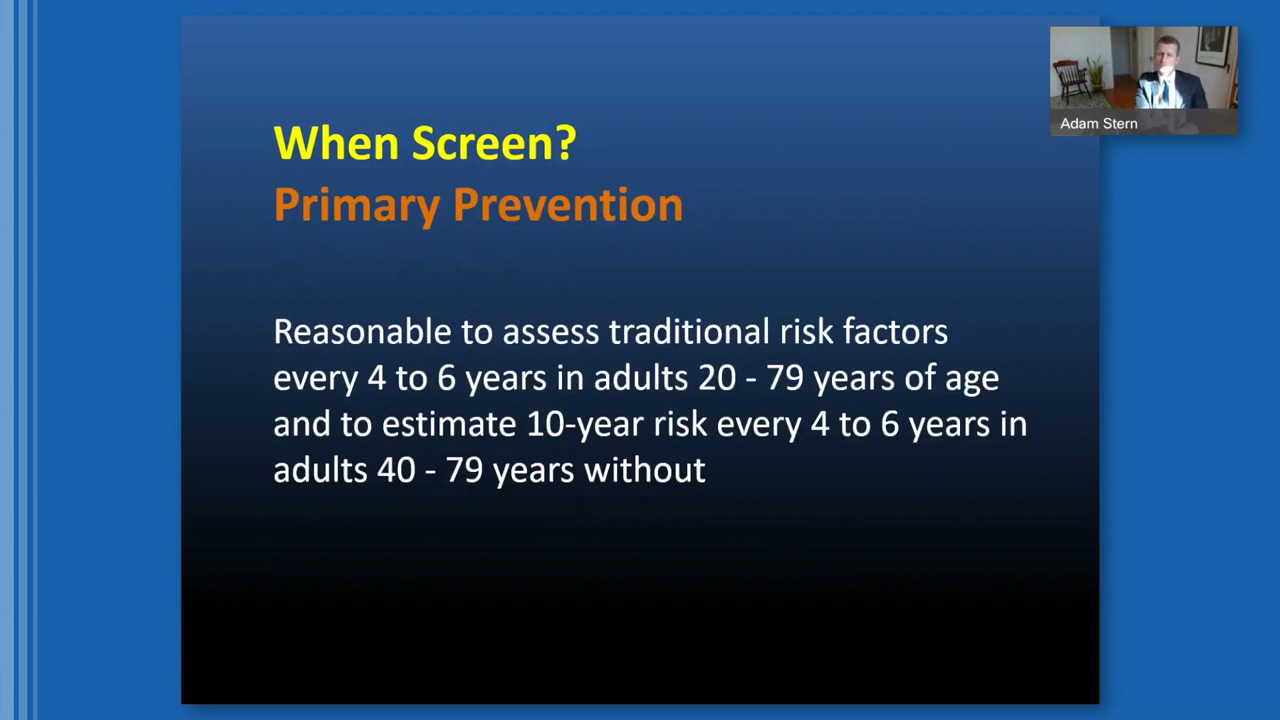 When Screen?
Primary Prevention
Reasonable to assess traditional risk factors
every 4 to 6 years in adults 20 - 79 years of age
and to estimate 10-year risk every 4 to 6 years in
adults 40 - 79 years without
Adam Stern